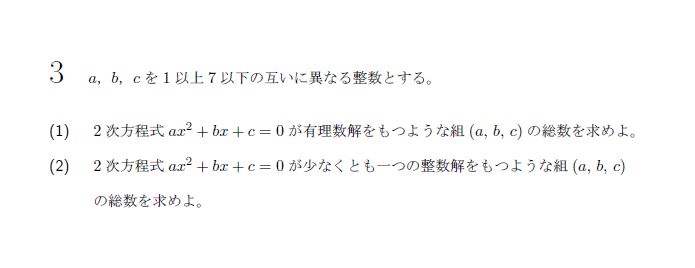 3 a, b, c を 1 以上 7 以下の互いに異なる整数とする。
(1) 2 次方程式 ax² + bx + c = 0 が有理数解をもつような組 (a, b, c) の総数を求めよ。
(2) 2 次方程式 ax² + bx + c = 0 が少なくとも一つの整数解をもつような組 (a, b, c)
の総数を求めよ。